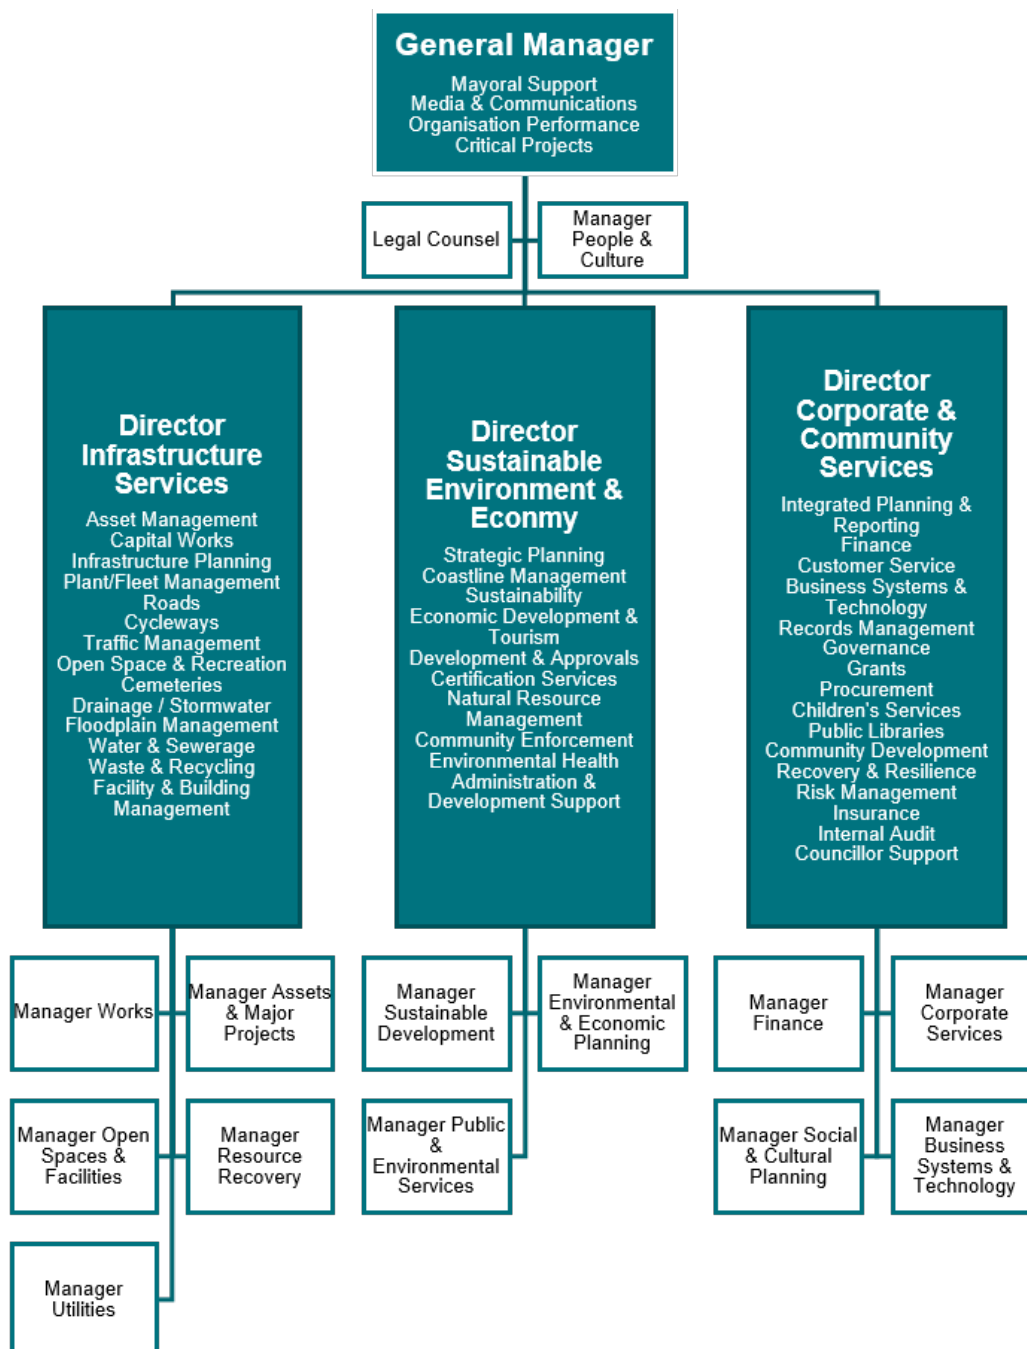 General Manager
Mayoral Support
Media & Communications
Organisation Performance
Critical Projects
Legal Counsel
Manager
People &
Culture
Director
Infrastructure
Services
Asset Management
Capital Works
Infrastructure Planning
Plant/Fleet Management
Roads
Cycleways
Traffic Management
Open Space & Recreation
Cemeteries
Drainage / Stormwater
Floodplain Management
Water & Sewerage
Waste & Recycling
Facility & Building
Management
Director
Sustainable
Environment &
Econmy
Strategic Planning
Coastline Management
Sustainability
Economic Development &
Tourism
Development & Approvals
Certification Services
Natural Resource
Management
Community Enforcement
Environmental Health
Administration &
Development Support
Director
Corporate &
Community
Services
Integrated Planning &
Reporting
Finance
Customer Service
Business Systems &
Technology
Records Management
Governance
Grants
Procurement
Children's Services
Public Libraries
Community Development
Recovery & Resilience
Risk Management
Insurance
Internal Audit
Councillor Support
Manager Works
Manager Assets
& Major
Projects
Manager Open
Spaces &
Facilities
Manager
Resource
Recovery
Manager
Utilities
Manager
Sustainable
Development
Manager
Environmental
& Economic
Planning
Manager Public
&
Environmental
Services
Manager
Finance
Manager
Corporate
Services
Manager Social
& Cultural
Planning
Manager
Business
Systems &
Technology